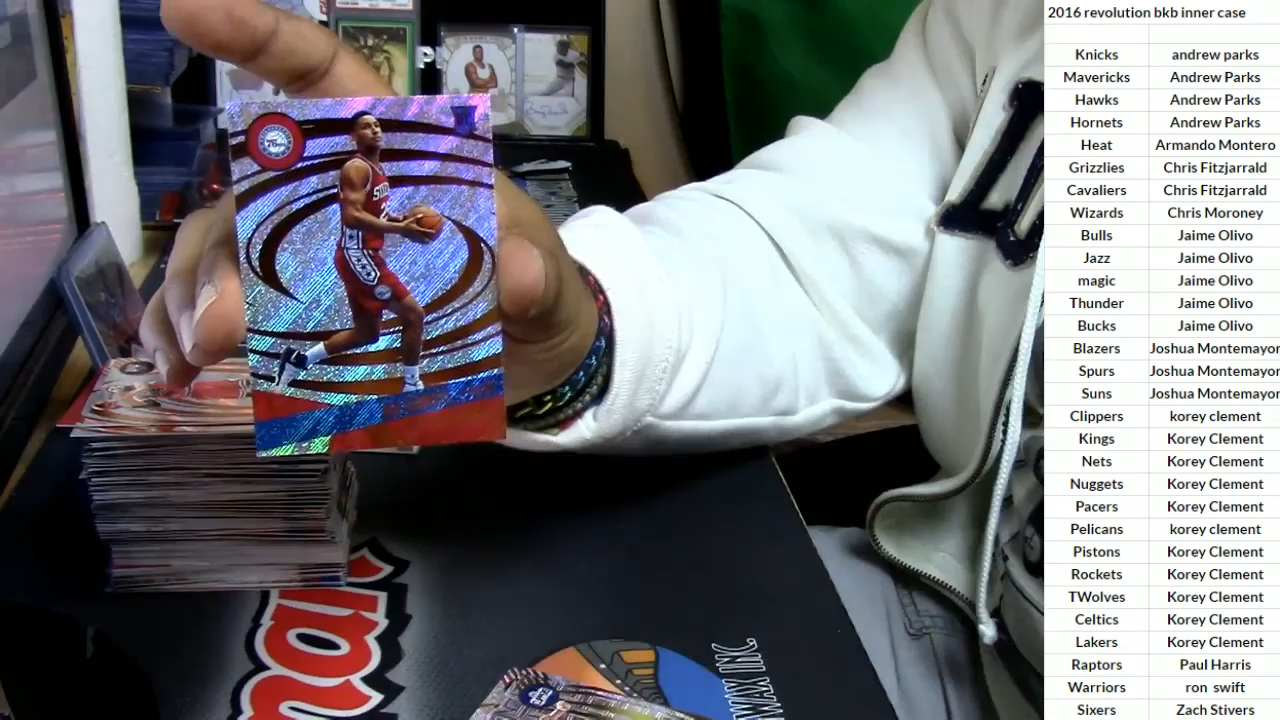 2016 revolution bkb inner case
Knicks andrew parks
Mavericks Andrew Parks
Hawks Andrew Parks
Hornets Andrew Parks
Heat Armando Montero
Grizzlies Chris Fitzjarrald
Cavaliers Chris Fitzjarrald
Wizards Chris Moroney
Bulls Jaime Olivo
Jazz Jaime Olivo
magic Jaime Olivo
Thunder Jaime Olivo
Bucks Jaime Olivo
Blazers Joshua Montemayor
Spurs Joshua Montemayor
Suns Joshua Montemayor
Clippers korey clement
Kings Korey Clement
Nets Korey Clement
Nuggets Korey Clement
Pacers Korey Clement
Pelicans korey clement
Pistons Korey Clement
Rockets Korey Clement
TWolves Korey Clement
Celtics Korey Clement
Lakers Korey Clement
Raptors Paul Harris
Warriors ron swift
Sixers Zach Stivers
76ers
WAX INC